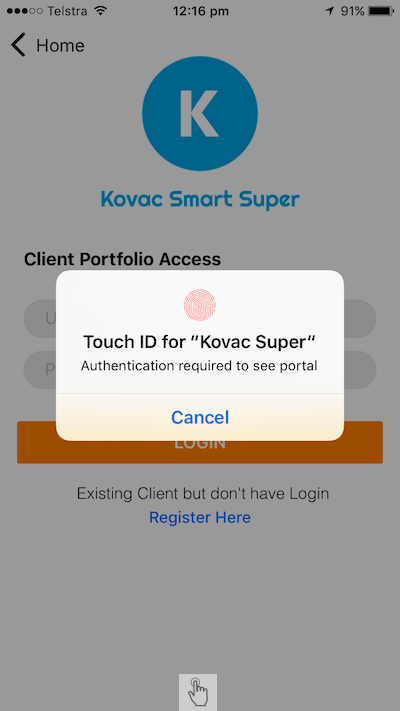 Telstra 12:16 pm 91%
Home
K
Kovac Smart Super
Client Portfolio Access
U
Touch ID for "Kovac Super"
Authentication required to see portal
P
Cancel
LOGIN
Existing Client but don't have Login
Register Here